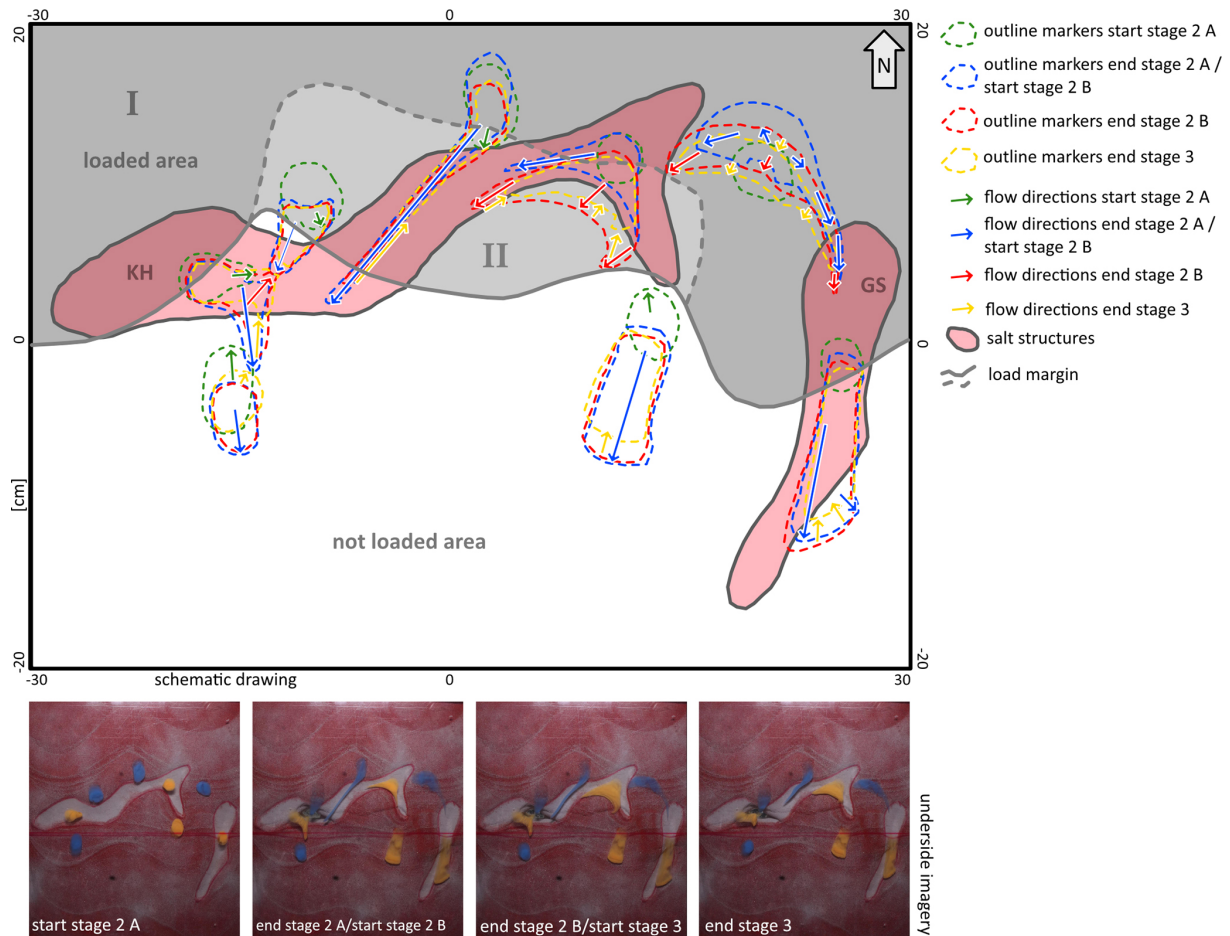 -30
0
30
20
20
N
I
loaded area
II
KH
GS
0
0
not loaded area
[cm]
-20
-20
-30
schematic drawing
0
30
outline markers start stage 2 A
outline markers end stage 2 A /
start stage 2 B
outline markers end stage 2 B
outline markers end stage 3
flow directions start stage 2 A
flow directions end stage 2 A /
start stage 2 B
flow directions end stage 2 B
flow directions end stage 3
salt structures
load margin
start stage 2 A
end stage 2 A/start stage 2 B
end stage 2 B/start stage 3
end stage 3
underside imagery